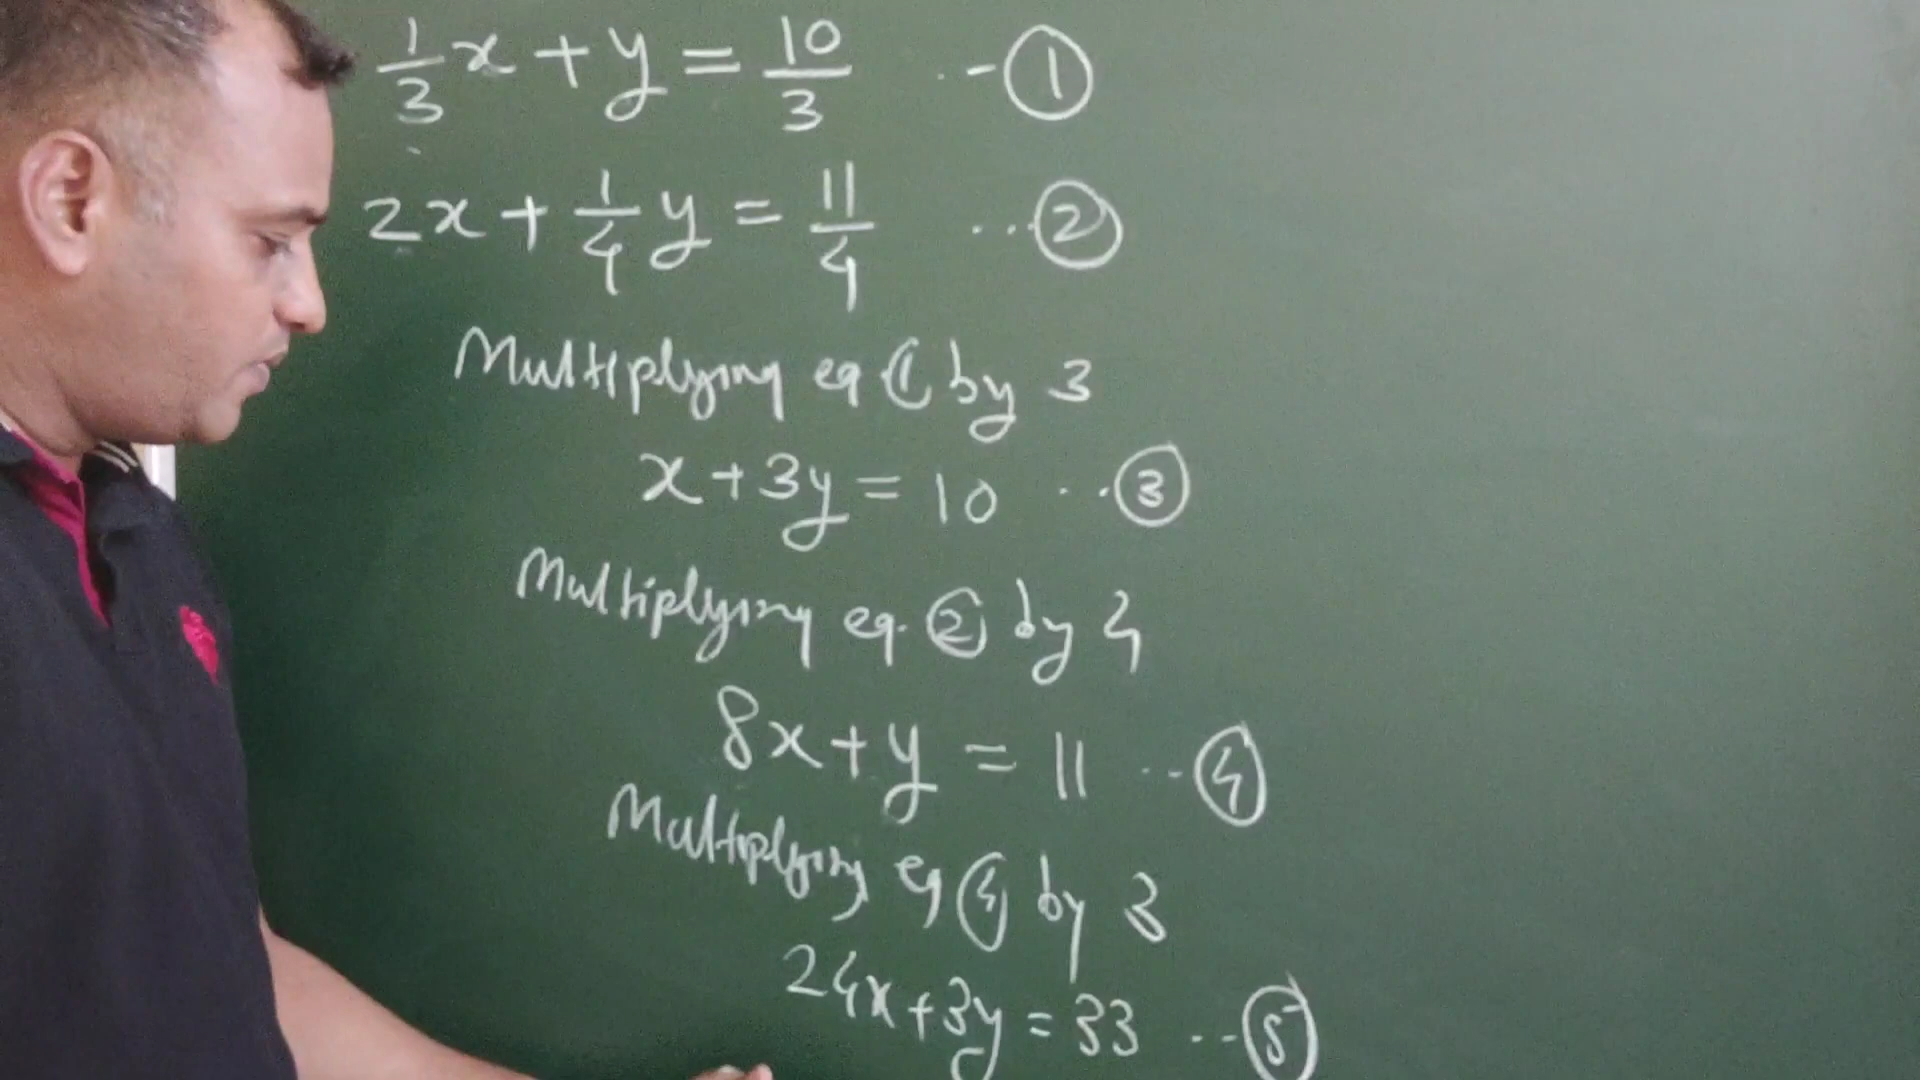 1/3 x + y = 10/3 ..- ①
2x + 1/4 y = 11/4 ... ②
Multiplying eq ① by 3
x + 3y = 10 ... ③
Multiplying eq. ② by 4
8x + y = 11 ... ④
Multiplying eq ④ by 3
24x + 3y = 33 ... ⑤